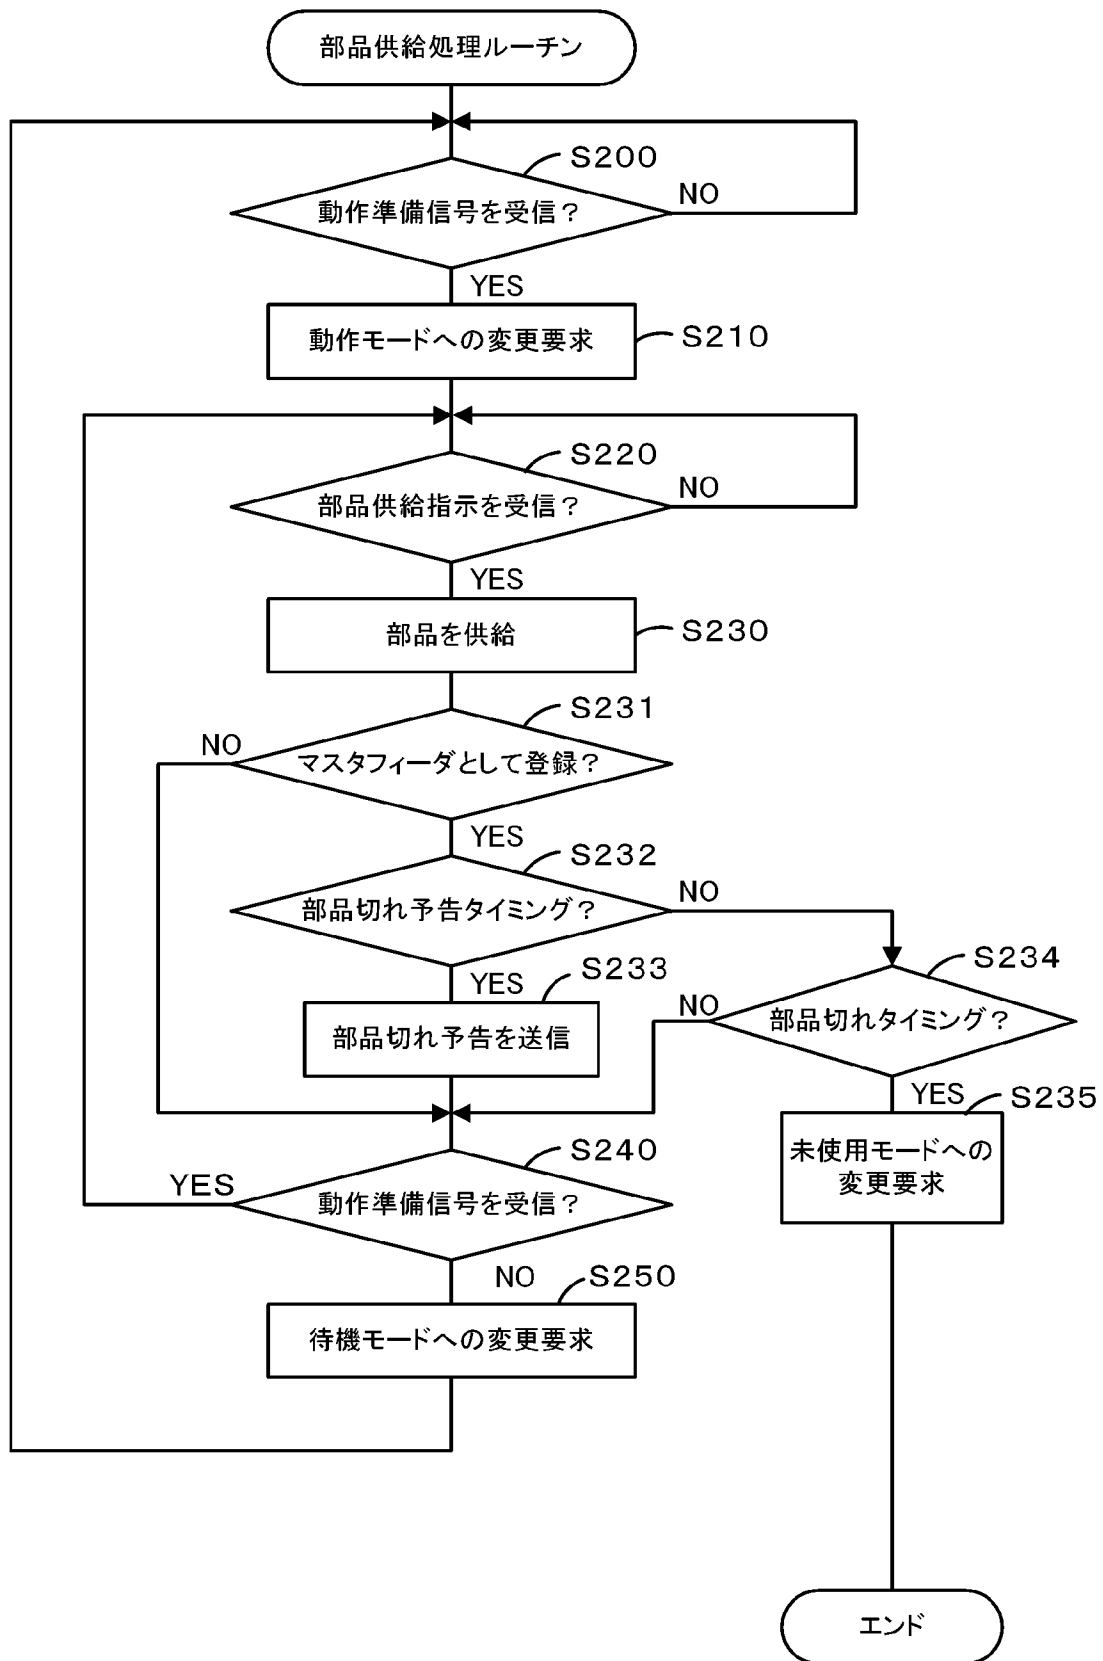 部品供給処理ルーチン
S200
動作準備信号を受信？
NO
YES
動作モードへの変更要求
S210
S220
部品供給指示を受信？
NO
YES
部品を供給
S230
S231
NO
マスタフィーダとして登録？
YES
S232
部品切れ予告タイミング？
NO
YES
S233
部品切れ予告を送信
S234
NO
部品切れタイミング？
YES
S235
未使用モードへの
変更要求
S240
YES
動作準備信号を受信？
NO
S250
待機モードへの変更要求
エンド